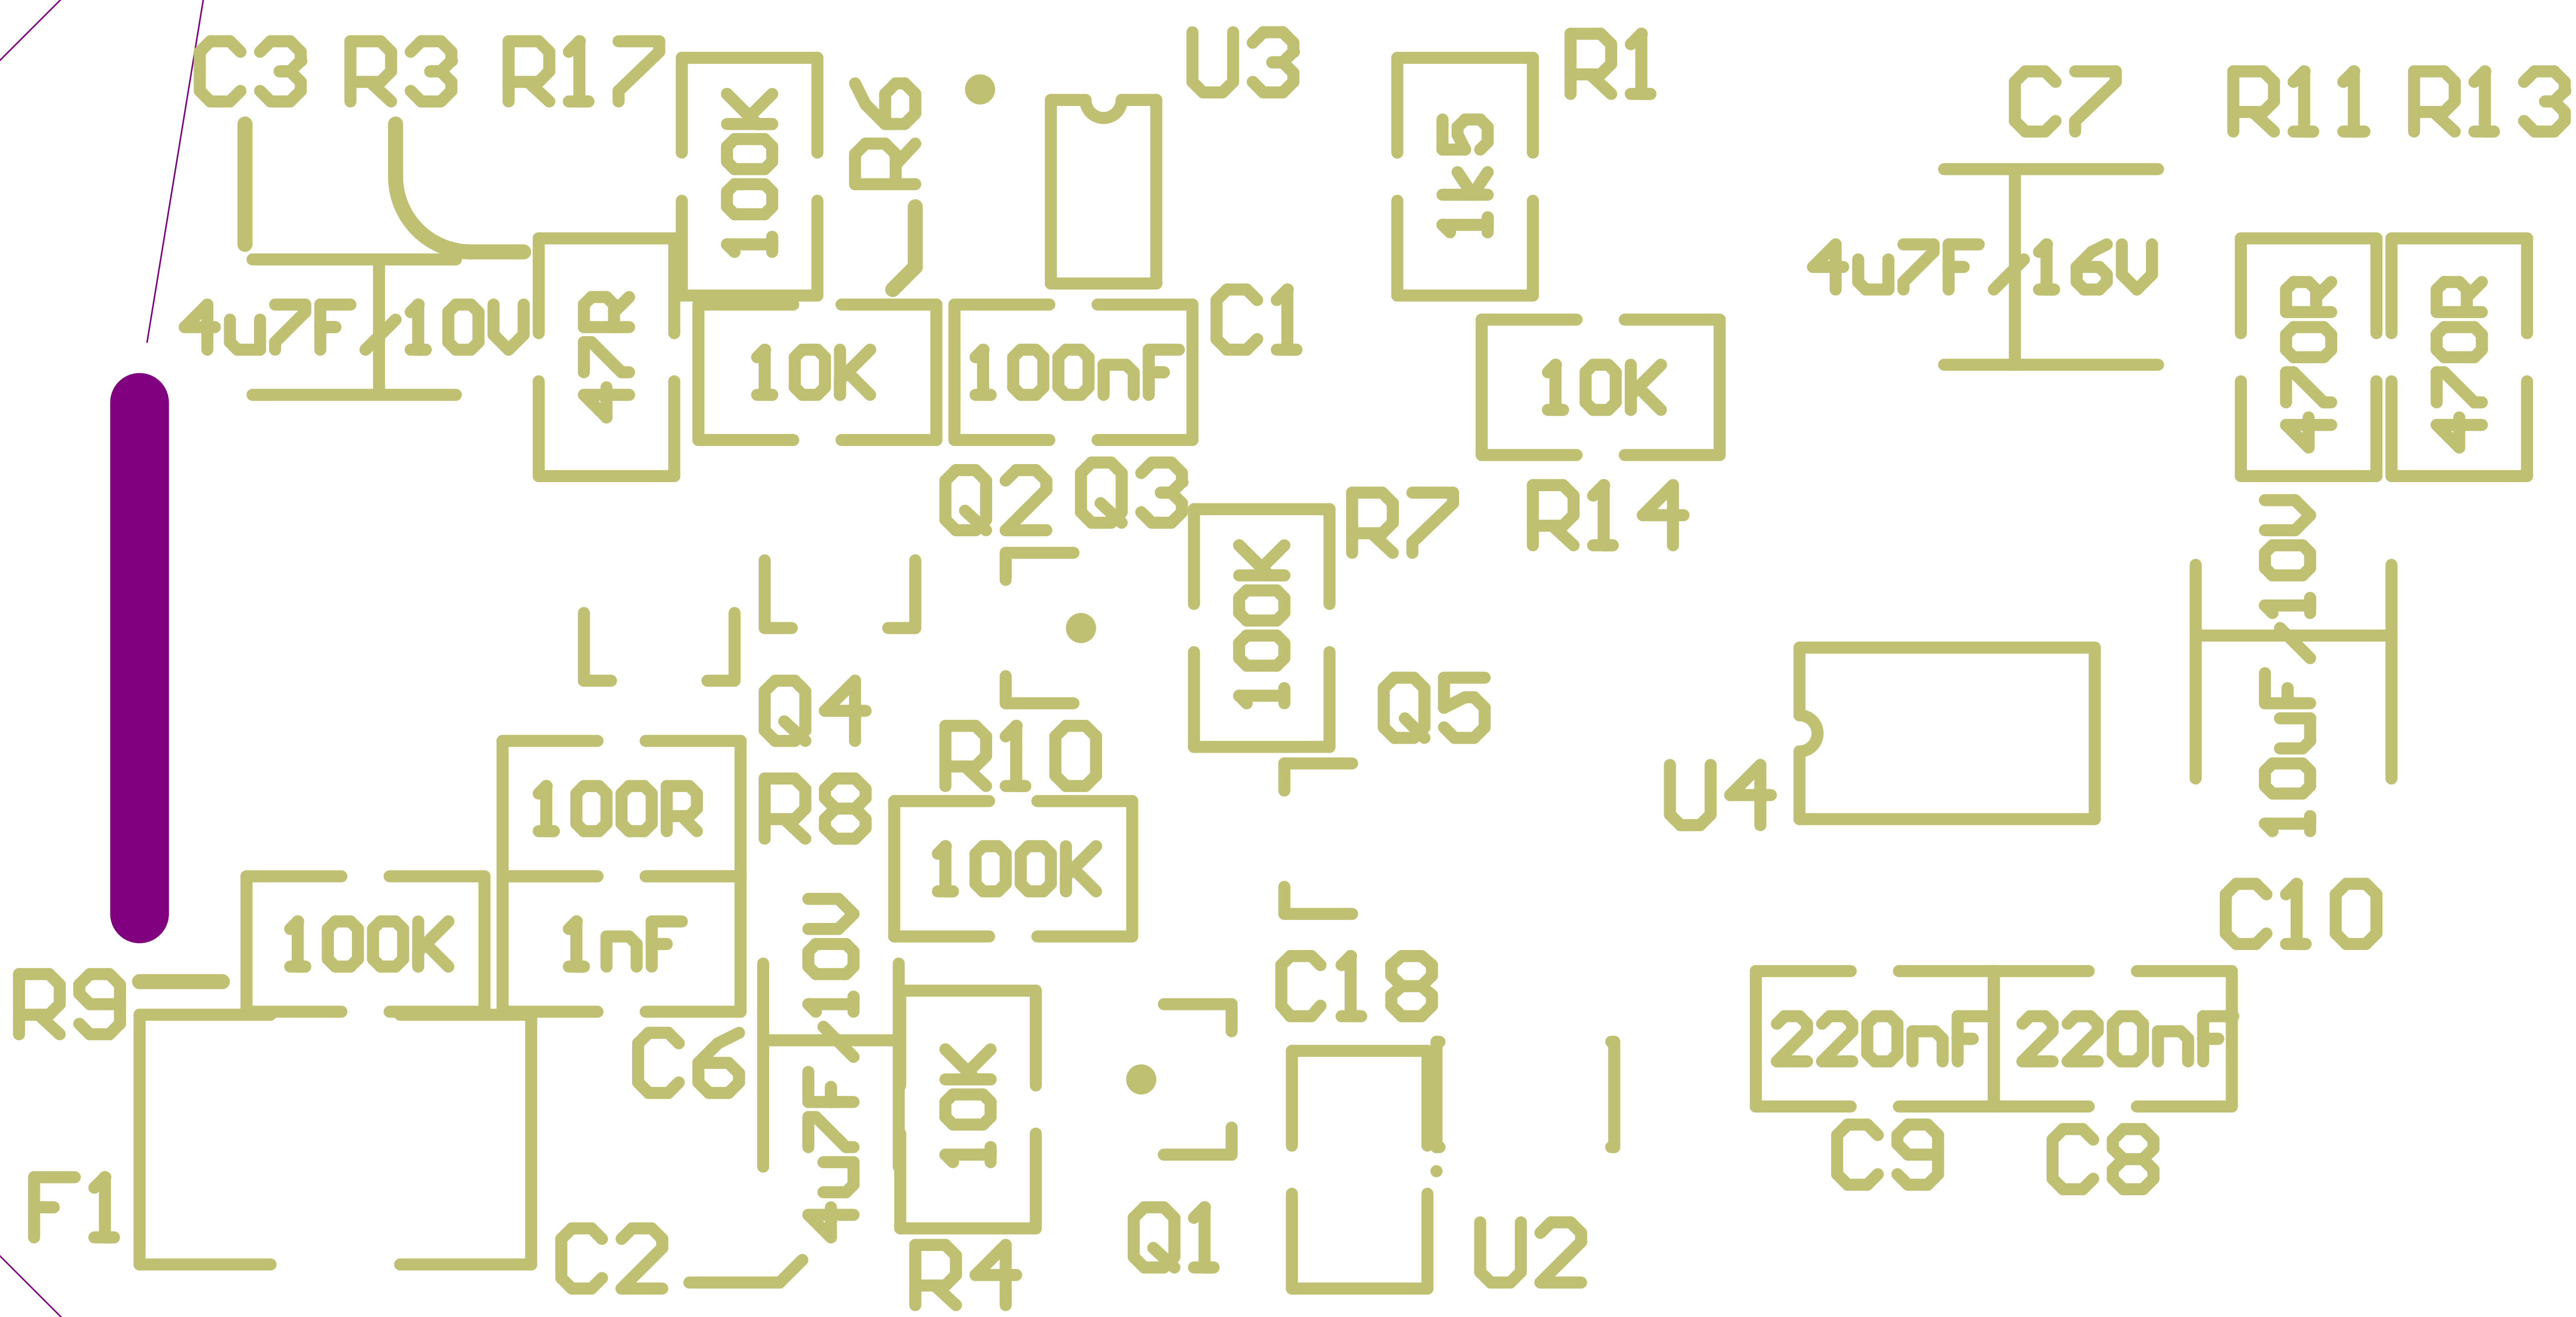 C3 R3 R17
100K
R6
U3
1k5
R1
C7
R11 R13
4u7F/10V
47R
10K
100nF
C1
10K
4u7F/16V
470R
470R
Q2 Q3
100K
R7
R14
10uF/10V
Q4
R10
Q5
U4
100R
R8
100K
C10
R9
100K
1nF
C6
4u7F/10V
10K
C18
220nF
220nF
C9
C8
F1
C2
R4
Q1
U2